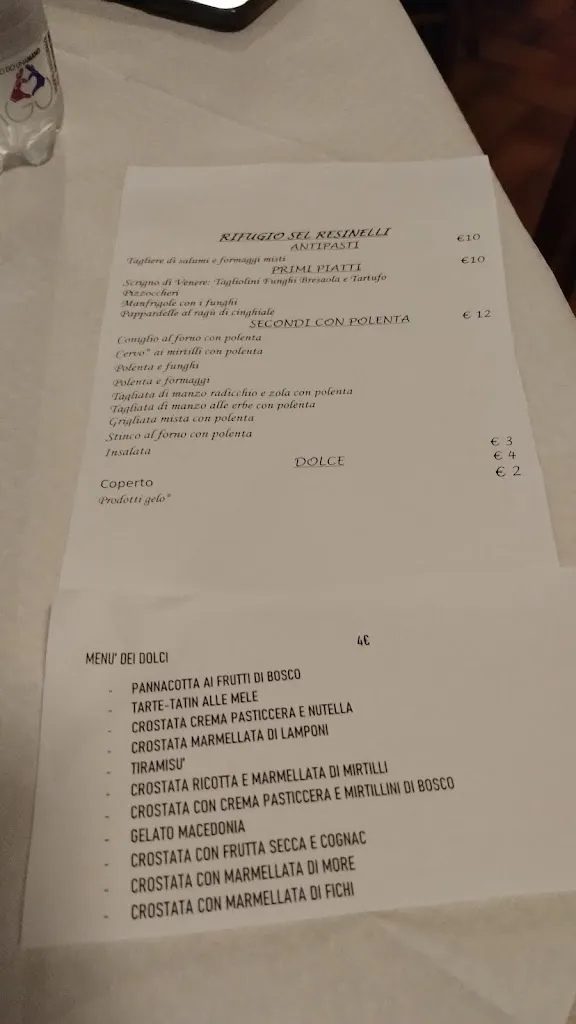 RIFUGIO SEL RESINELLI
ANTIPASTI €10
Tagliere di salumi e formaggi misti
PRIMI PIATTI €10
Scrigno di Venere: Tagliolini Funghi Bresaola e Tartufo
Pizzoccheri
Manfrigole con i funghi
Pappardelle al ragù di cinghiale
SECONDI CON POLENTA € 12
Coniglio al forno con polenta
Cervo* ai mirtilli con polenta
Polenta e funghi
Polenta e formaggi
Tagliata di manzo radicchio e zola con polenta
Tagliata di manzo alle erbe con polenta
Grigliata mista con polenta
Stinco al forno con polenta
Insalata € 3
DOLCE € 4
Coperto € 2
Prodotti gelo*
4€
MENU' DEI DOLCI
- PANNACOTTA AI FRUTTI DI BOSCO
- TARTE-TATIN ALLE MELE
- CROSTATA CREMA PASTICCERA E NUTELLA
- CROSTATA MARMELLATA DI LAMPONI
- TIRAMISU'
- CROSTATA RICOTTA E MARMELLATA DI MIRTILLI
- CROSTATA CON CREMA PASTICCERA E MIRTILLINI DI BOSCO
- GELATO MACEDONIA
- CROSTATA CON FRUTTA SECCA E COGNAC
- CROSTATA CON MARMELLATA DI MORE
- CROSTATA CON MARMELLATA DI FICHI